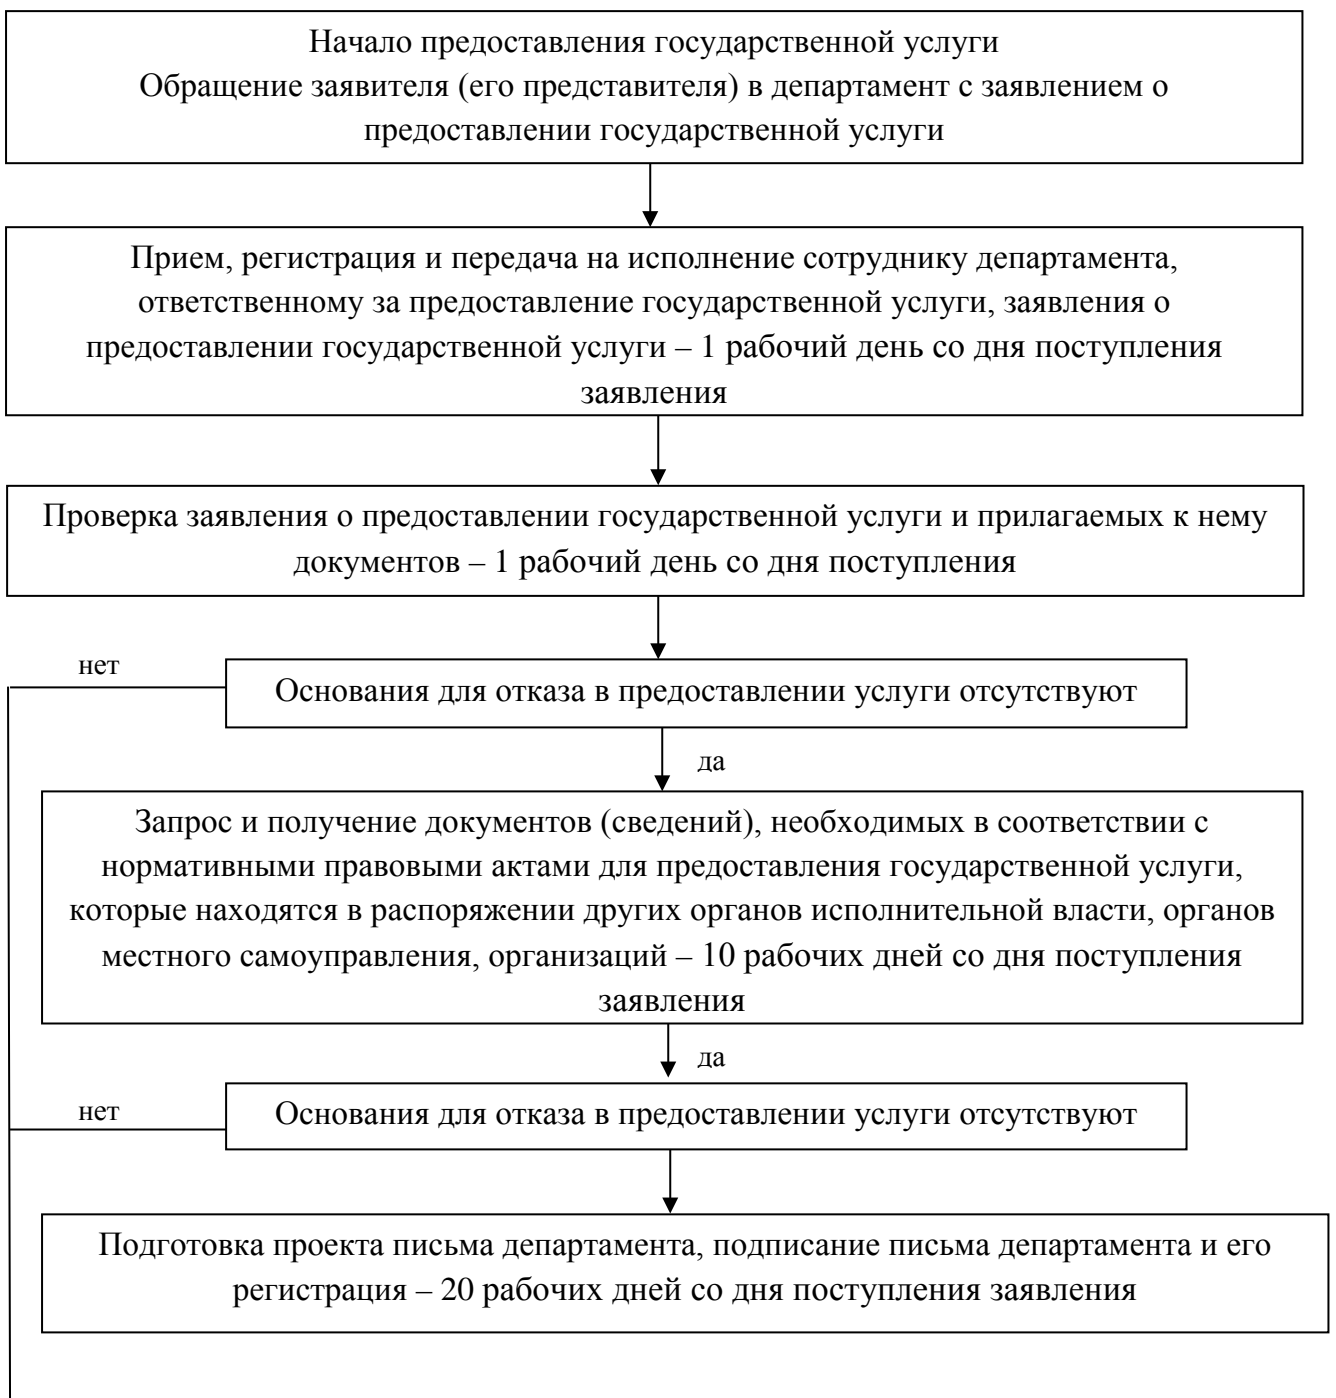 Начало предоставления государственной услуги
Обращение заявителя (его представителя) в департамент с заявлением о
предоставлении государственной услуги
Прием, регистрация и передача на исполнение сотруднику департамента,
ответственному за предоставление государственной услуги, заявления о
предоставлении государственной услуги – 1 рабочий день со дня поступления
заявления
Проверка заявления о предоставлении государственной услуги и прилагаемых к нему
документов – 1 рабочий день со дня поступления
нет
Основания для отказа в предоставлении услуги отсутствуют
да
Запрос и получение документов (сведений), необходимых в соответствии с
нормативными правовыми актами для предоставления государственной услуги,
которые находятся в распоряжении других органов исполнительной власти, органов
местного самоуправления, организаций – 10 рабочих дней со дня поступления
заявления
да
нет
Основания для отказа в предоставлении услуги отсутствуют
Подготовка проекта письма департамента, подписание письма департамента и его
регистрация – 20 рабочих дней со дня поступления заявления